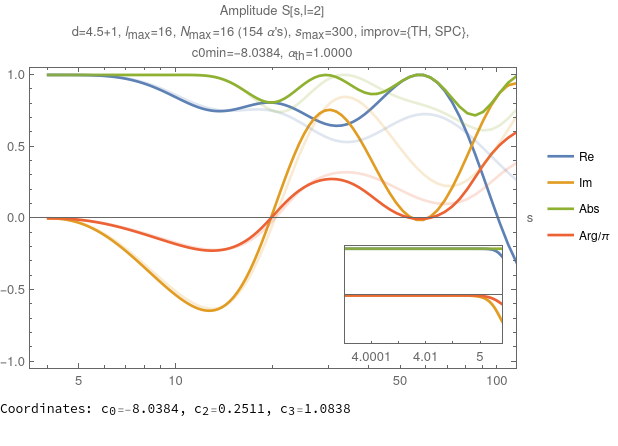 Amplitude S[s,l=2]
d=4.5+1, lmax=16, Nmax=16 (154 α's), smax=300, improv={TH, SPC},
c0min=-8.0384, αth=1.0000
1.0
0.5
0.0
-0.5
-1.0
5
10
50
100
s
4.0001
4.01
5
Re
Im
Abs
Arg/π
Coordinates: c0=-8.0384, c2=0.2511, c3=1.0838